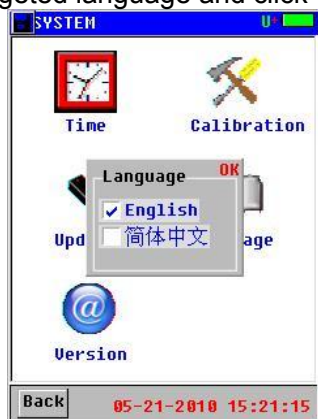 geted language and click
SYSTEM U+
Time Calibration
Language OK
English
简体中文
Upd age
Version
Back 05-21-2010 15:21:15